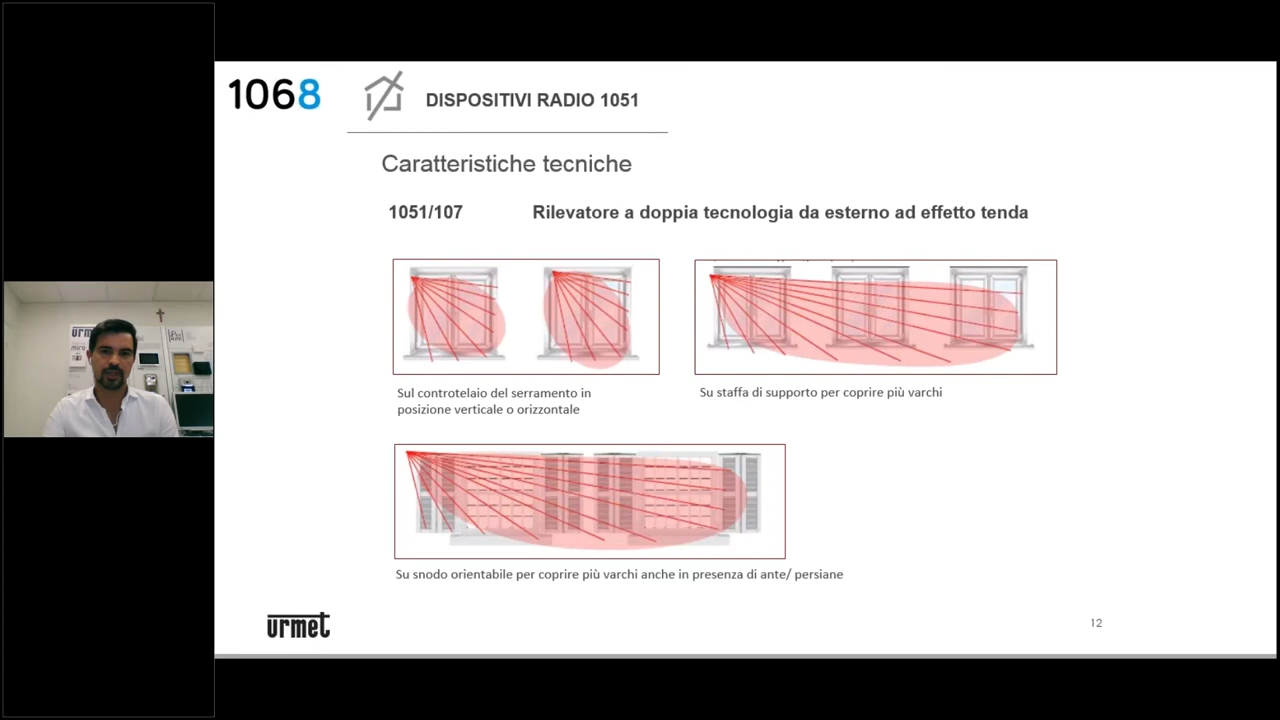 1068
DISPOSITIVI RADIO 1051
Caratteristiche tecniche
1051/107 Rilevatore a doppia tecnologia da esterno ad effetto tenda
Sul controtelaio del serramento in
posizione verticale o orizzontale
Su staffa di supporto per coprire più varchi
Su snodo orientabile per coprire più varchi anche in presenza di ante/ persiane
urmet
12